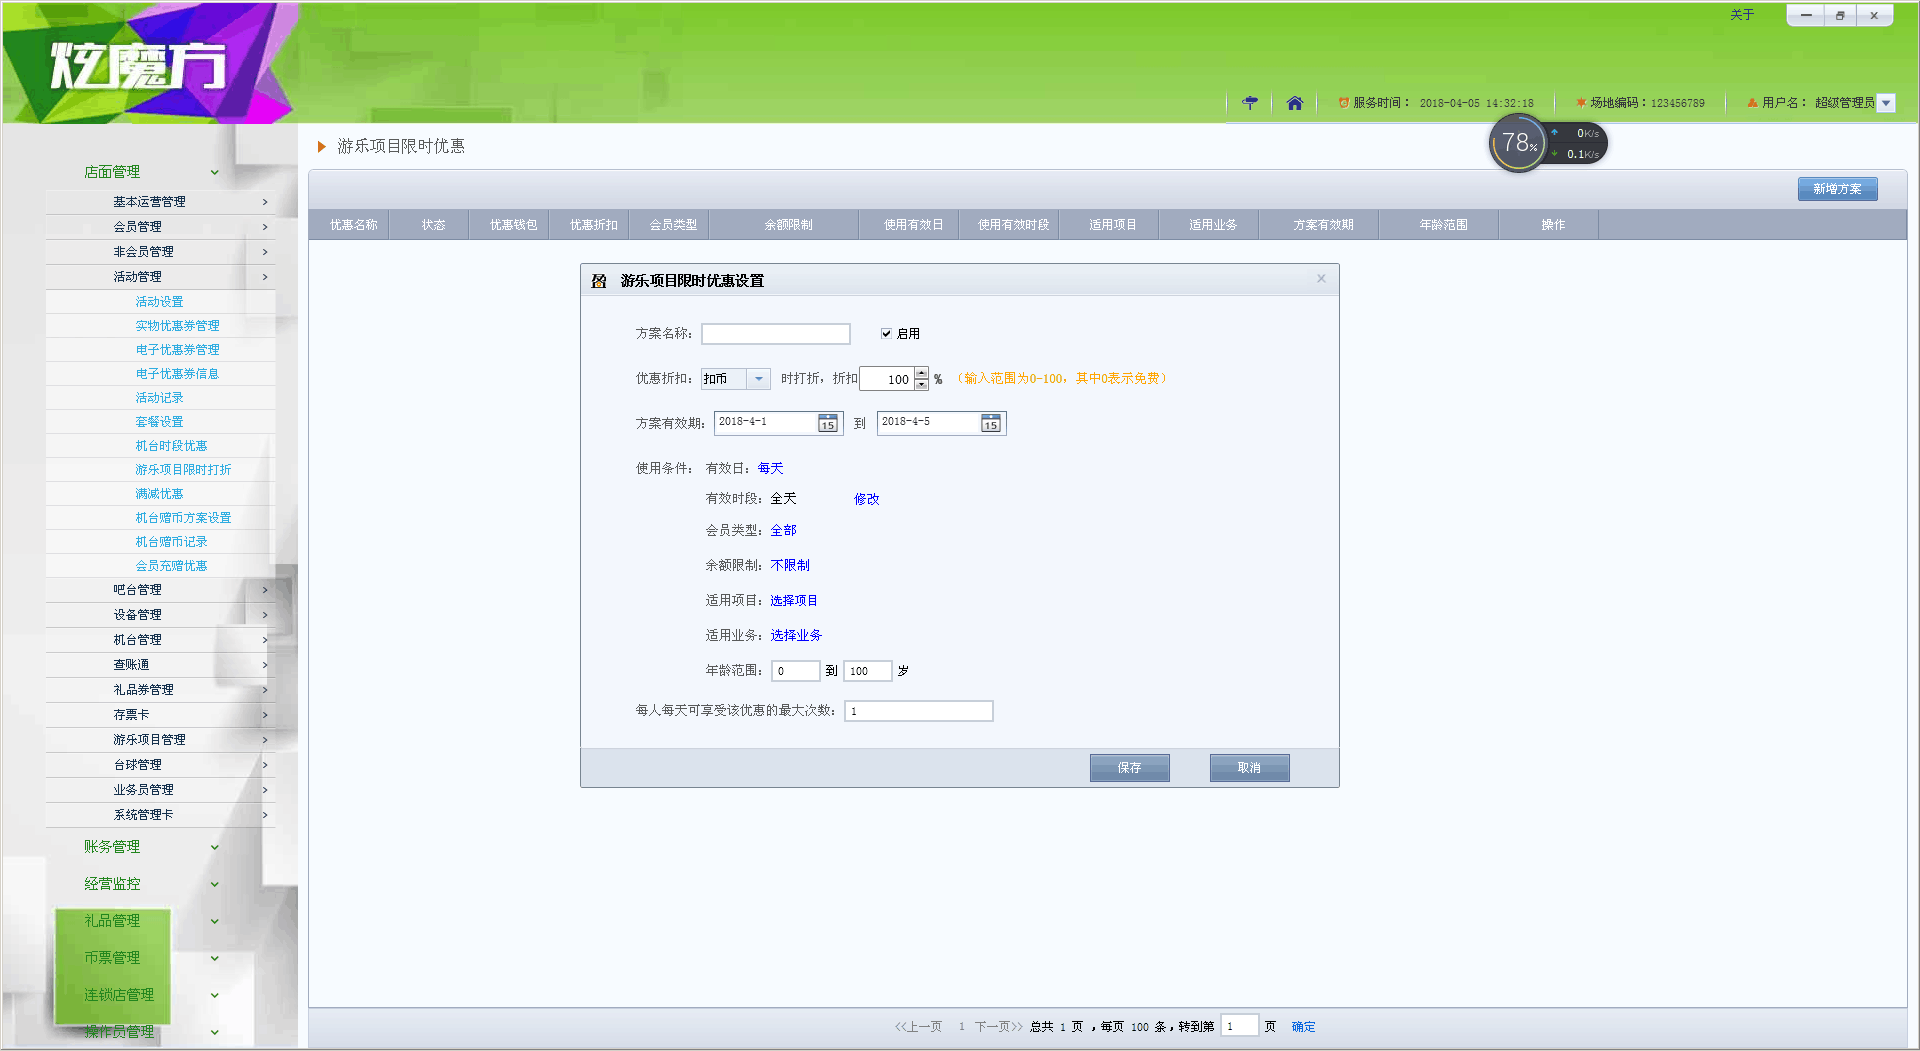 关于
炫魔方
服务时间： 2018-04-05 14:32:18 场地编码：123456789 用户名： 超级管理员
78% 0K/s
0.1K/s
游乐项目限时优惠
新增方案
优惠名称 状态 优惠钱包 优惠折扣 会员类型 余额限制 使用有效日 使用有效时段 适用项目 适用业务 方案有效期 年龄范围 操作
店面管理
基本运营管理
会员管理
非会员管理
活动管理
活动设置
实物优惠券管理
电子优惠券管理
电子优惠券信息
活动记录
套餐设置
机台时段优惠
游乐项目限时打折
满减优惠
机台赠币方案设置
机台赠币记录
会员充赠优惠
吧台管理
设备管理
机台管理
查账通
礼品券管理
存票卡
游乐项目管理
台球管理
业务员管理
系统管理卡
账务管理
经营监控
礼品管理
币票管理
连锁店管理
操作员管理
游乐项目限时优惠设置
方案名称： 启用
优惠折扣： 扣币 时打折，折扣 100 % （输入范围为0-100，其中0表示免费）
方案有效期： 2018-4-1 15 到 2018-4-5 15
使用条件： 有效日： 每天
有效时段： 全天 修改
会员类型： 全部
余额限制： 不限制
适用项目： 选择项目
适用业务： 选择业务
年龄范围： 0 到 100 岁
每人每天可享受该优惠的最大次数： 1
保存 取消
<<上一页 1 下一页>> 总共 1 页 ，每页 100 条，转到第 1 页 确定